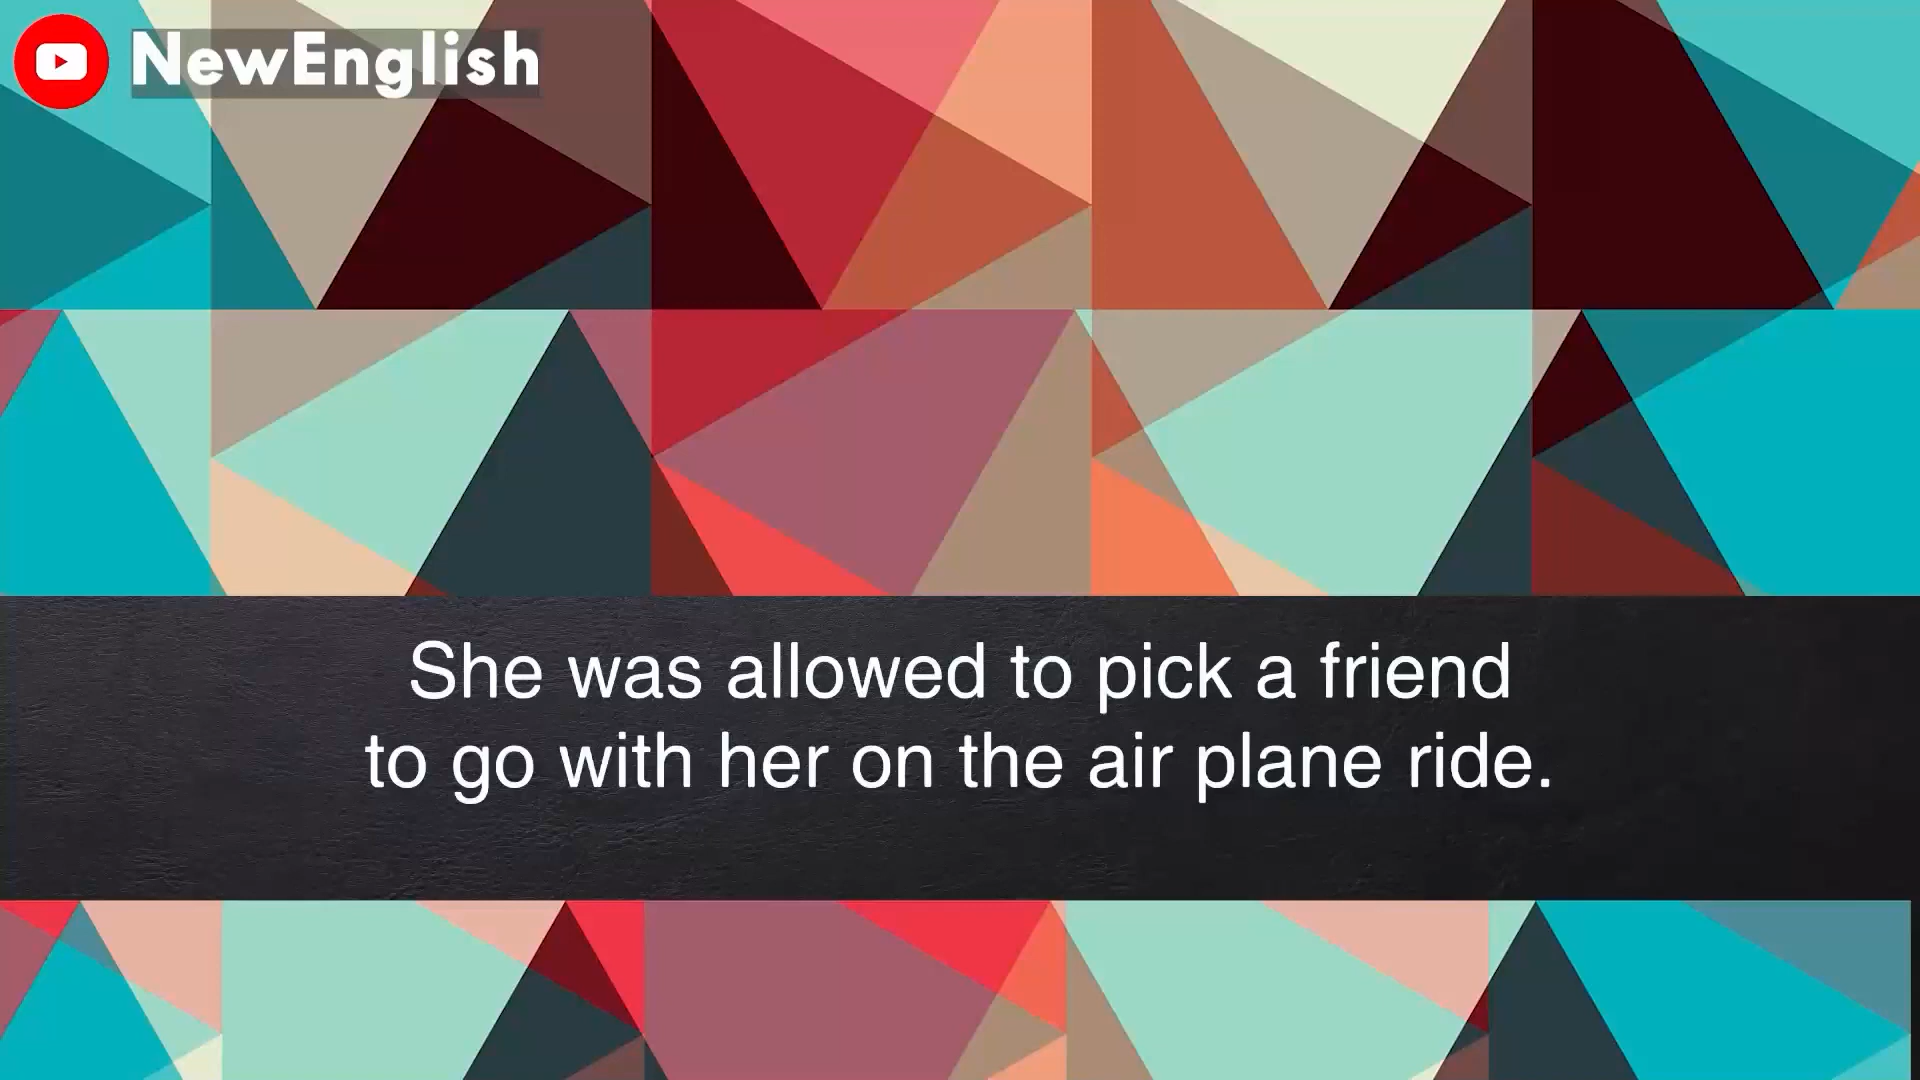 NewEnglish
She was allowed to pick a friend
to go with her on the air plane ride.